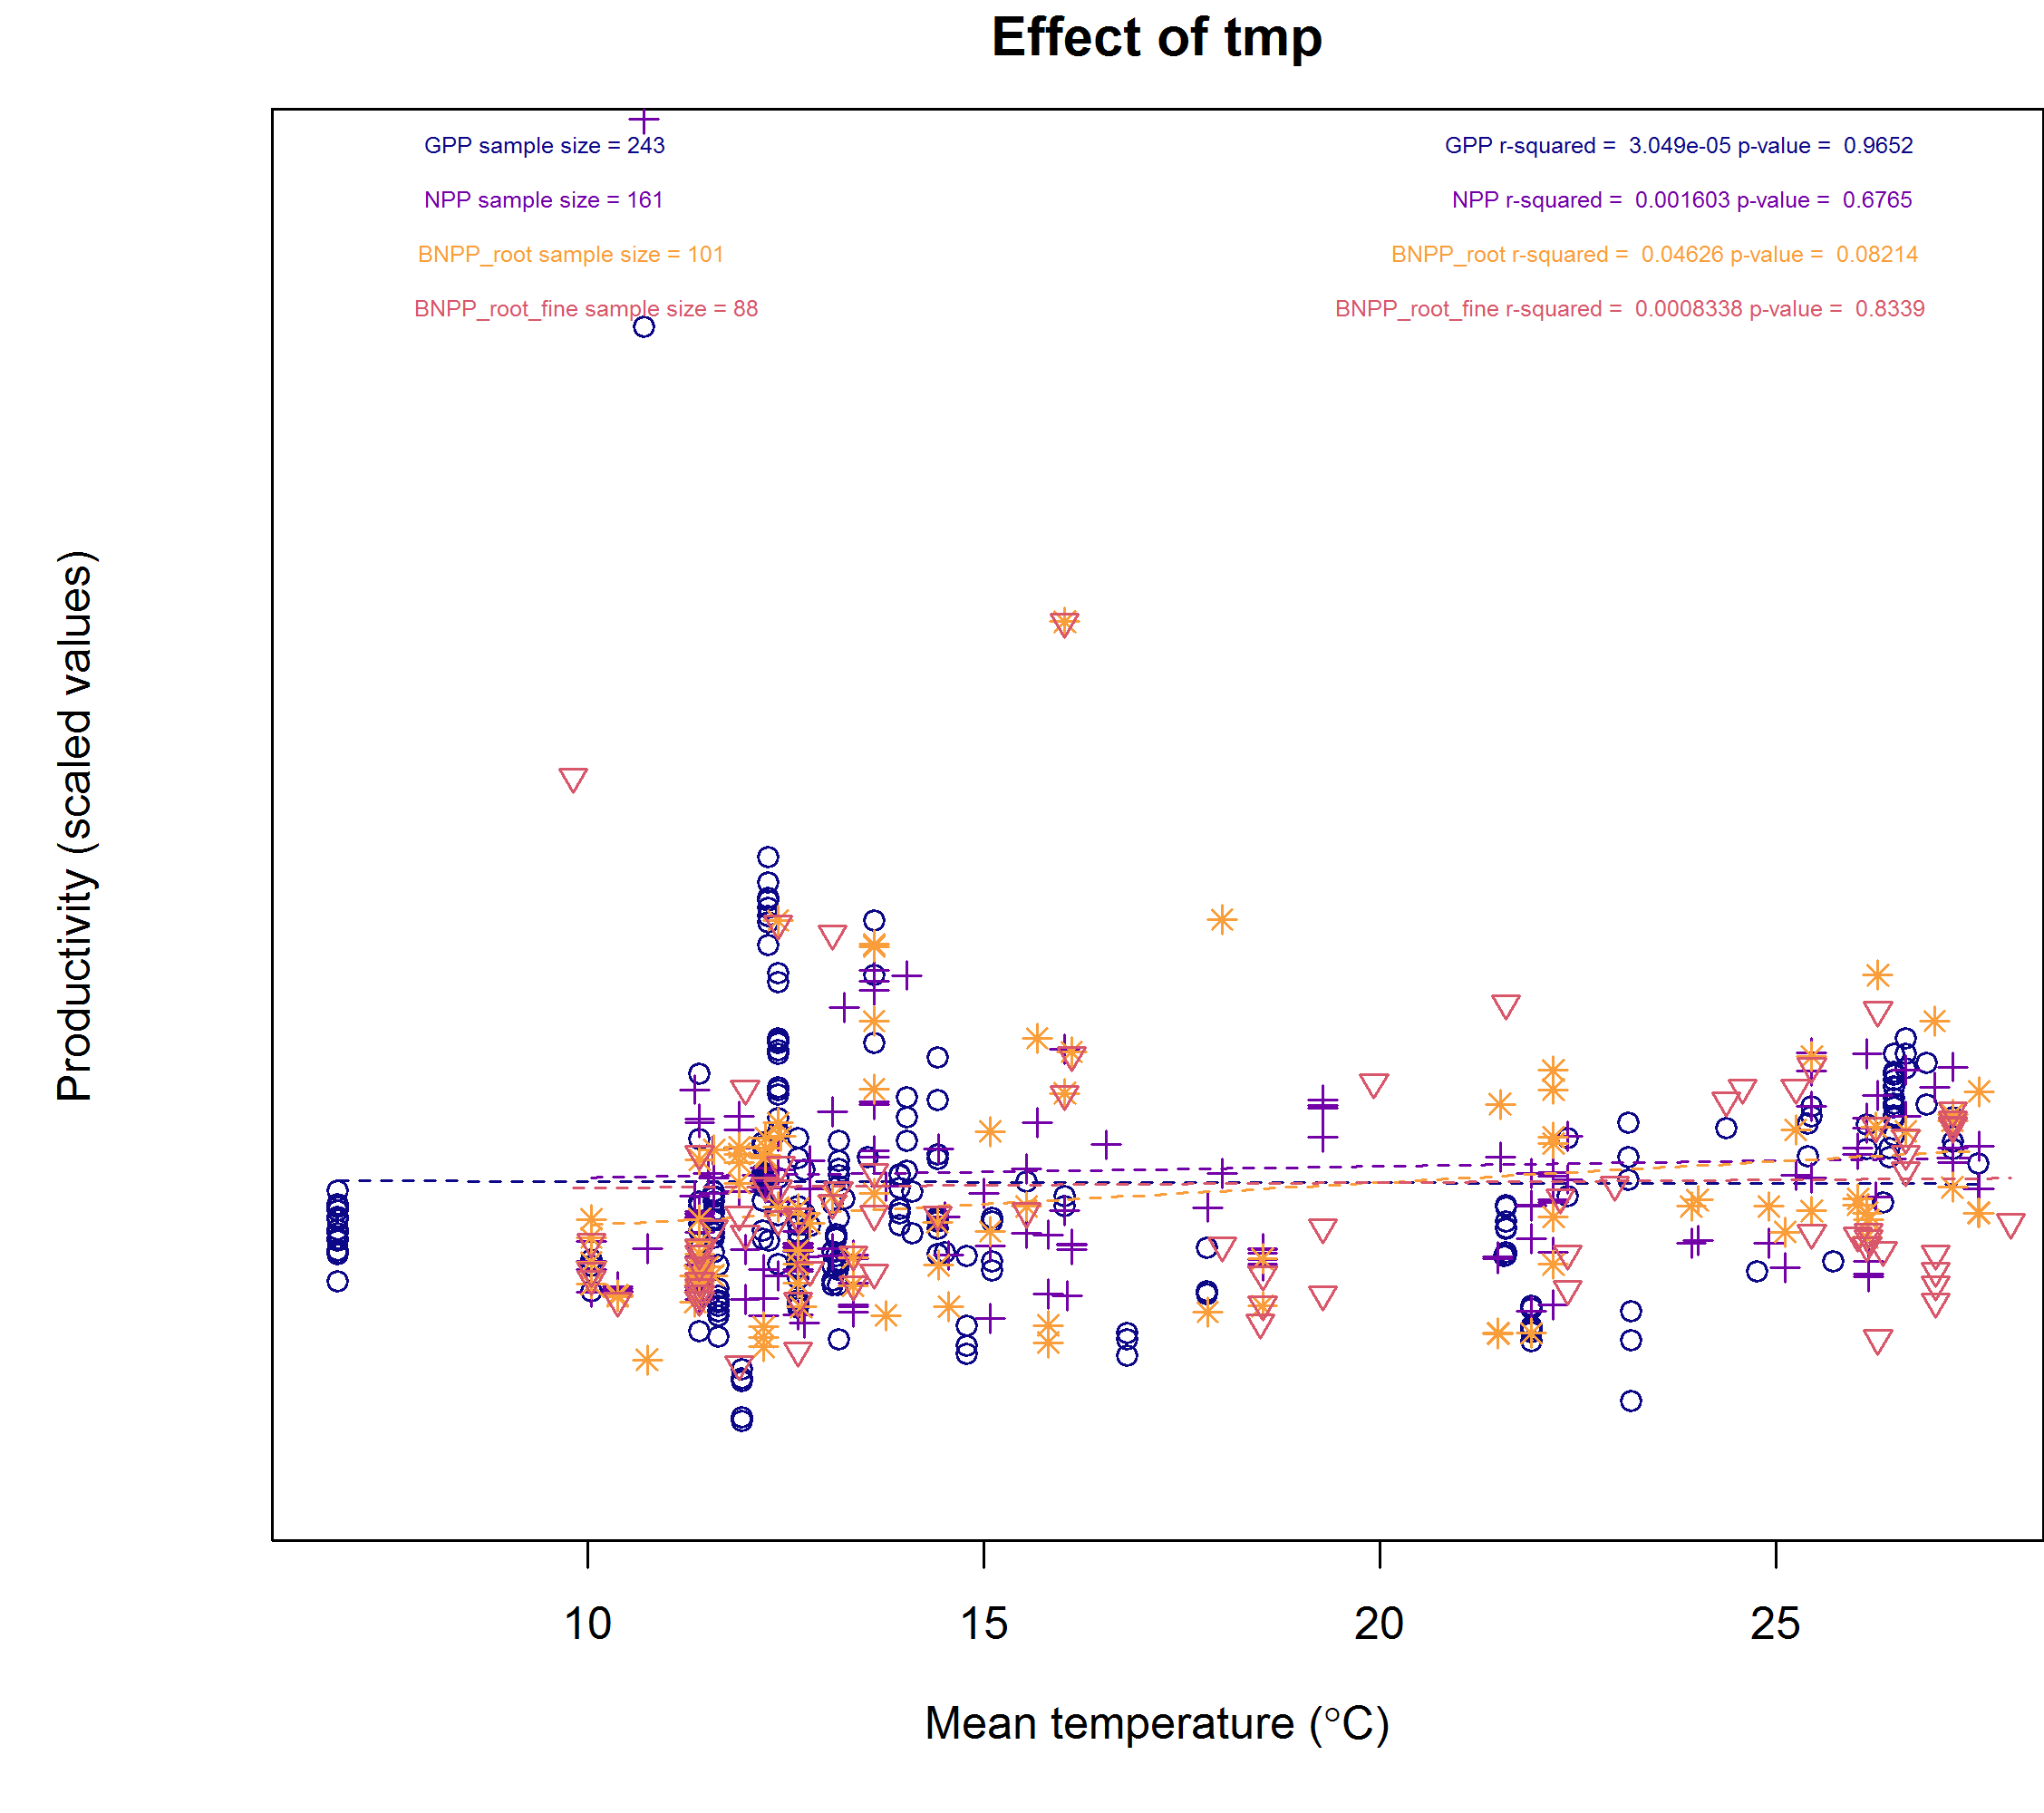 Effect of tmp
GPP sample size = 243
NPP sample size = 161
BNPP_root sample size = 101
BNPP_root_fine sample size = 88
GPP r-squared =  3.049e-05 p-value =  0.9652
NPP r-squared =  0.001603 p-value =  0.6765
BNPP_root r-squared =  0.04626 p-value =  0.08214
BNPP_root_fine r-squared =  0.0008338 p-value =  0.8339
Productivity (scaled values)
10 15 20 25
Mean temperature (°C)